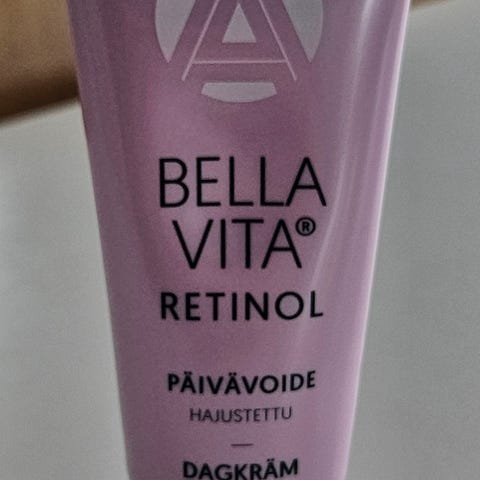 A
BELLA
VITA®
RETINOL
PÄIVÄVOIDE
HAJUSTETTU
—
DAGKRÄM